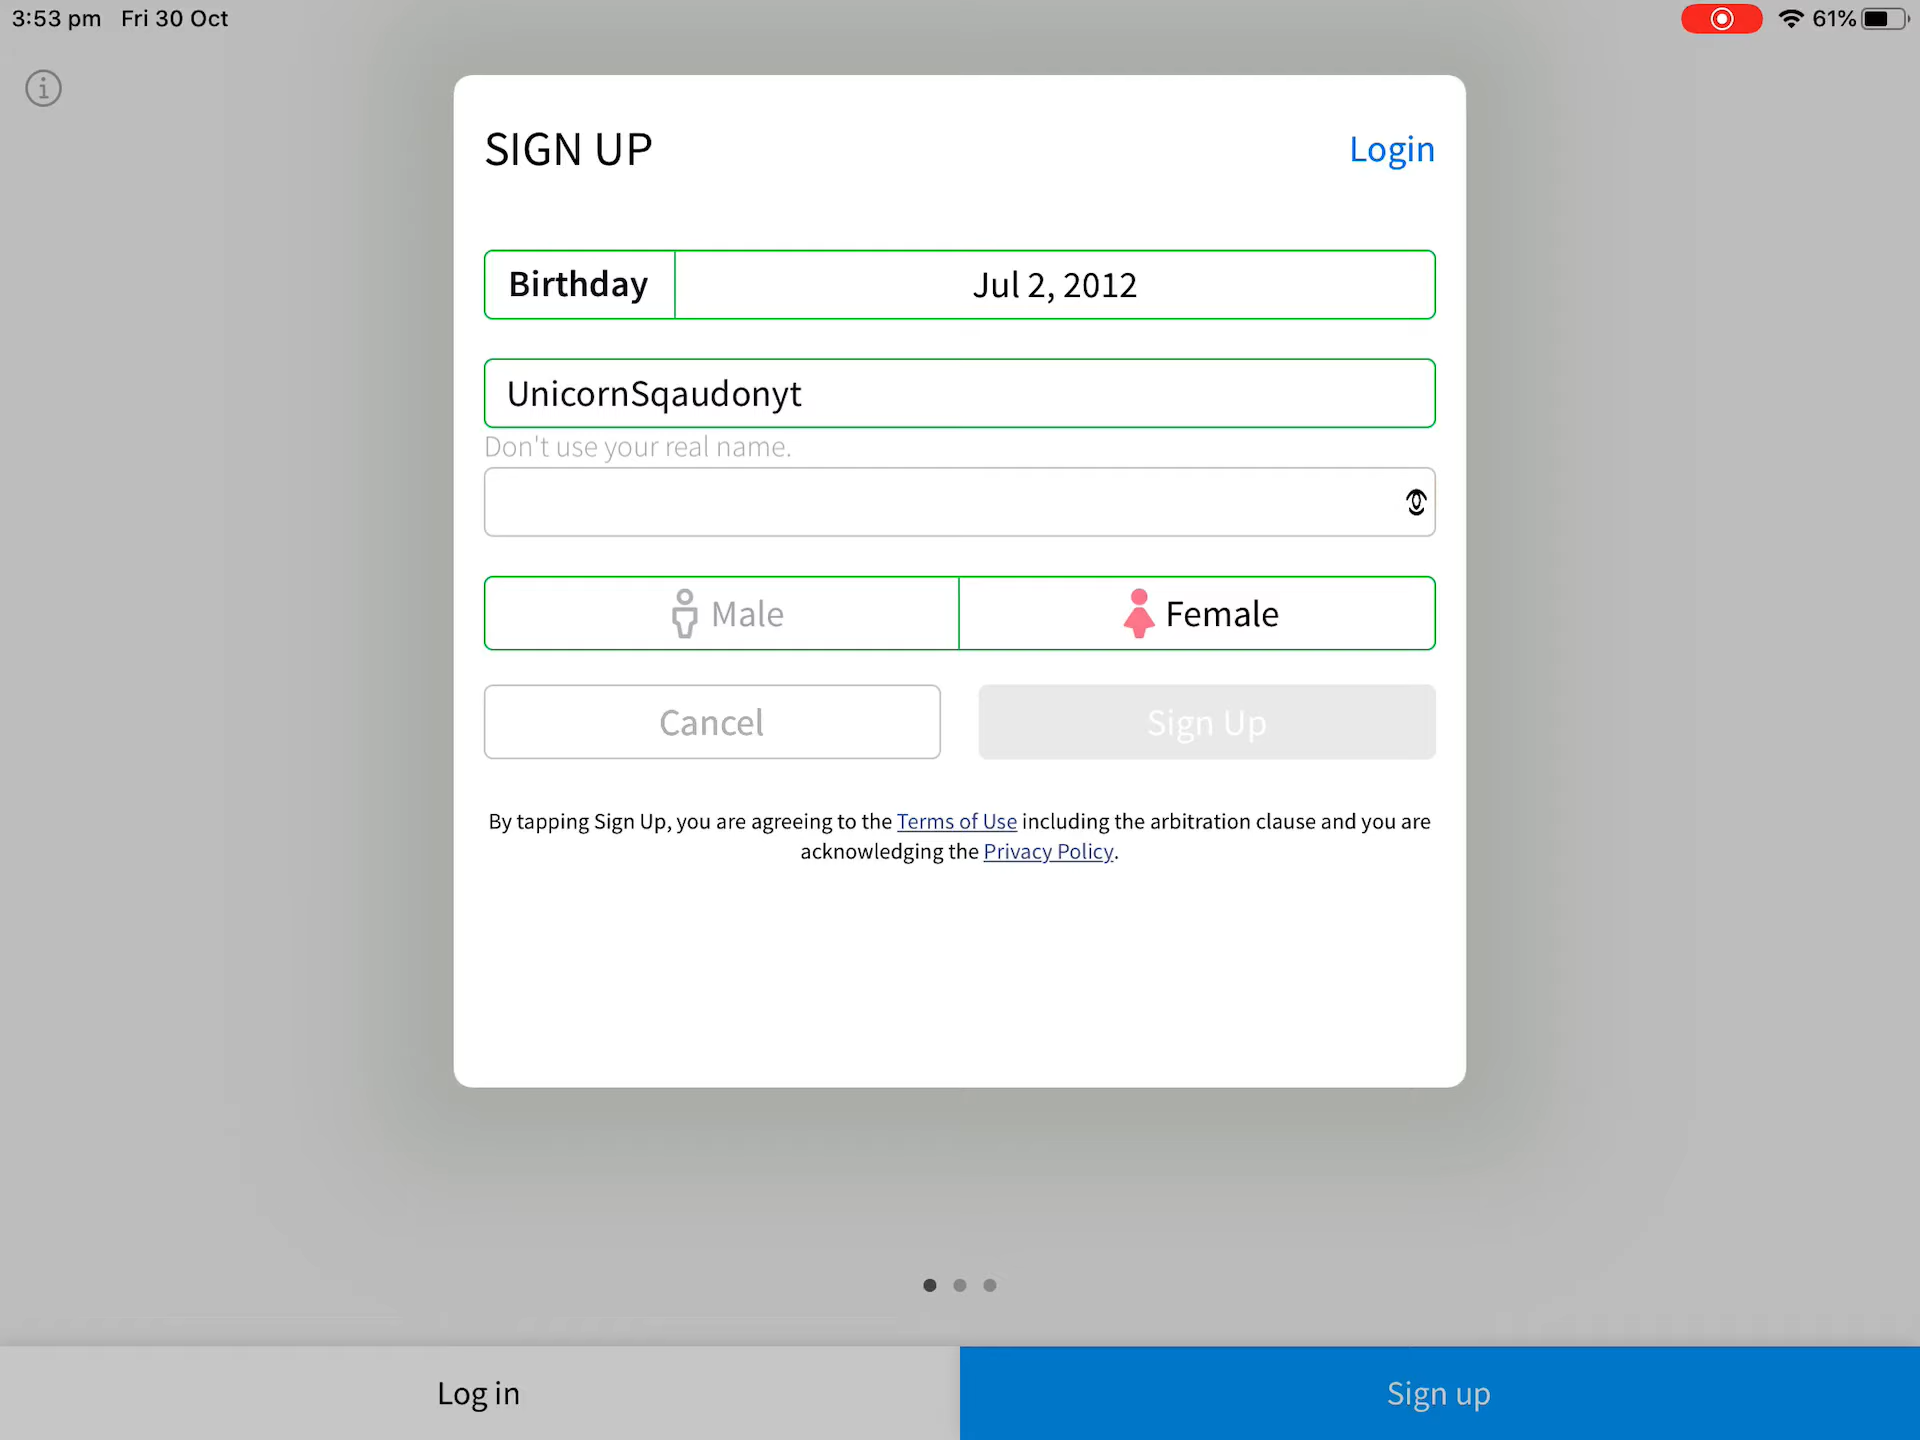 3:53 pm Fri 30 Oct
61%
SIGN UP
Login
Birthday
Jul 2, 2012
UnicornSqaudonyt
Don't use your real name.
Male
Female
Cancel
Sign Up
By tapping Sign Up, you are agreeing to the Terms of Use including the arbitration clause and you are
acknowledging the Privacy Policy.
Log in
Sign up